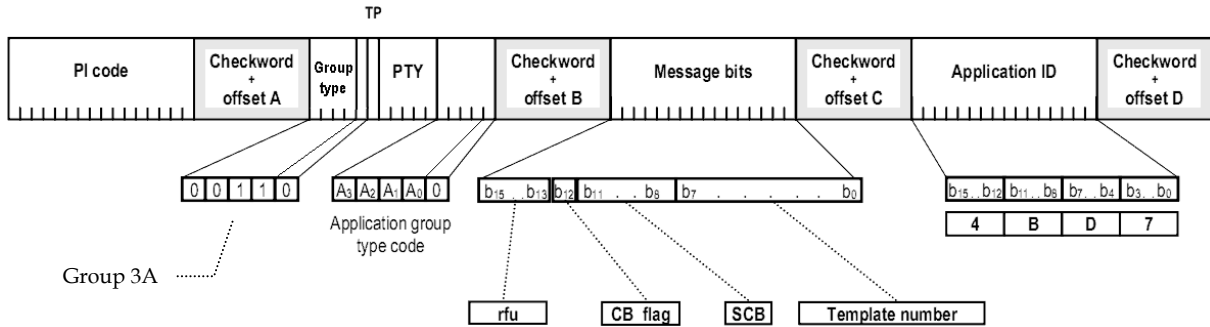 TP
PI code
Checkword + offset A
Group type
PTY
Checkword + offset B
Message bits
Checkword + offset C
Application ID
Checkword + offset D
0 0 1 1 0
A3 A2 A1 A0 0
b15 . . b13 b12 b11 . . b8 b7 . . . . . b0
b15 . . b12 b11 . . b8 b7 . . b4 b3 . . b0
4 B D 7
Application group
type code
Group 3A
rfu
CB flag
SCB
Template number